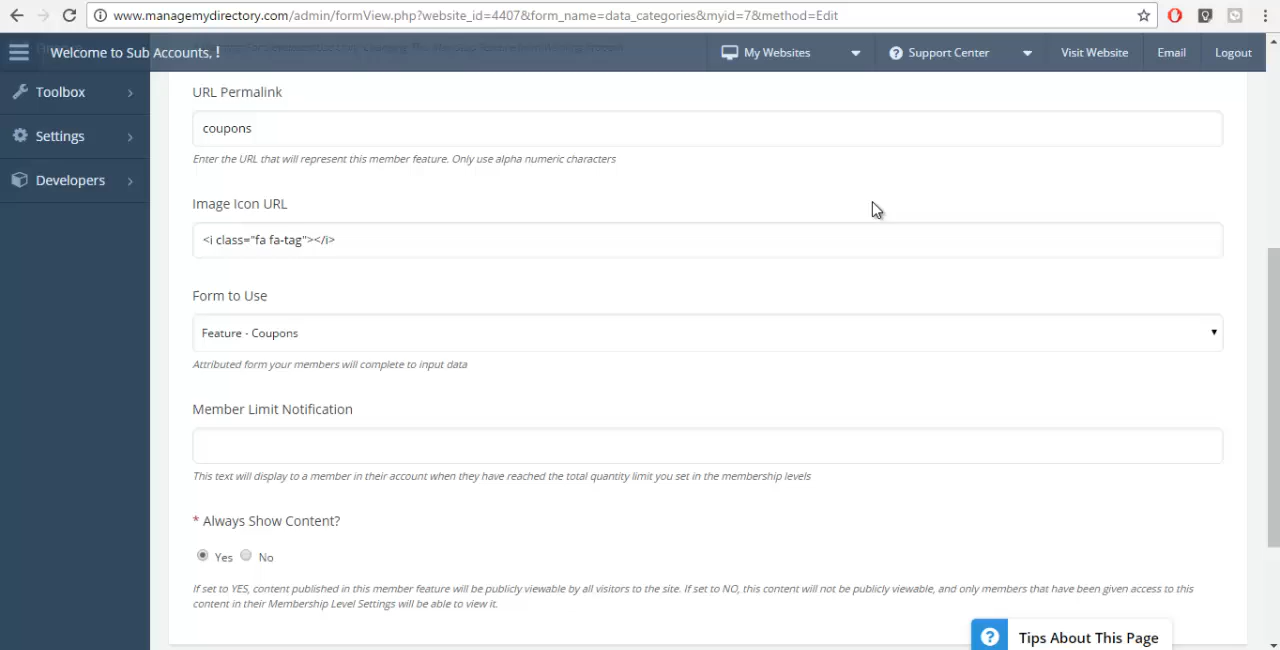 www.managemydirectory.com/admin/formView.php?website_id=4407&form_name=data_categories&myid=7&method=Edit
Welcome to Sub Accounts, !
My Websites
Support Center
Visit Website
Email
Logout
Toolbox
Settings
Developers
URL Permalink
coupons
Enter the URL that will represent this member feature. Only use alpha numeric characters
Image Icon URL
<i class="fa fa-tag"></i>
Form to Use
Feature - Coupons
Attributed form your members will complete to input data
Member Limit Notification
This text will display to a member in their account when they have reached the total quantity limit you set in the membership levels
* Always Show Content?
Yes No
If set to YES, content published in this member feature will be publicly viewable by all visitors to the site. If set to NO, this content will not be publicly viewable, and only members that have been given access to this
content in their Membership Level Settings will be able to view it.
? Tips About This Page